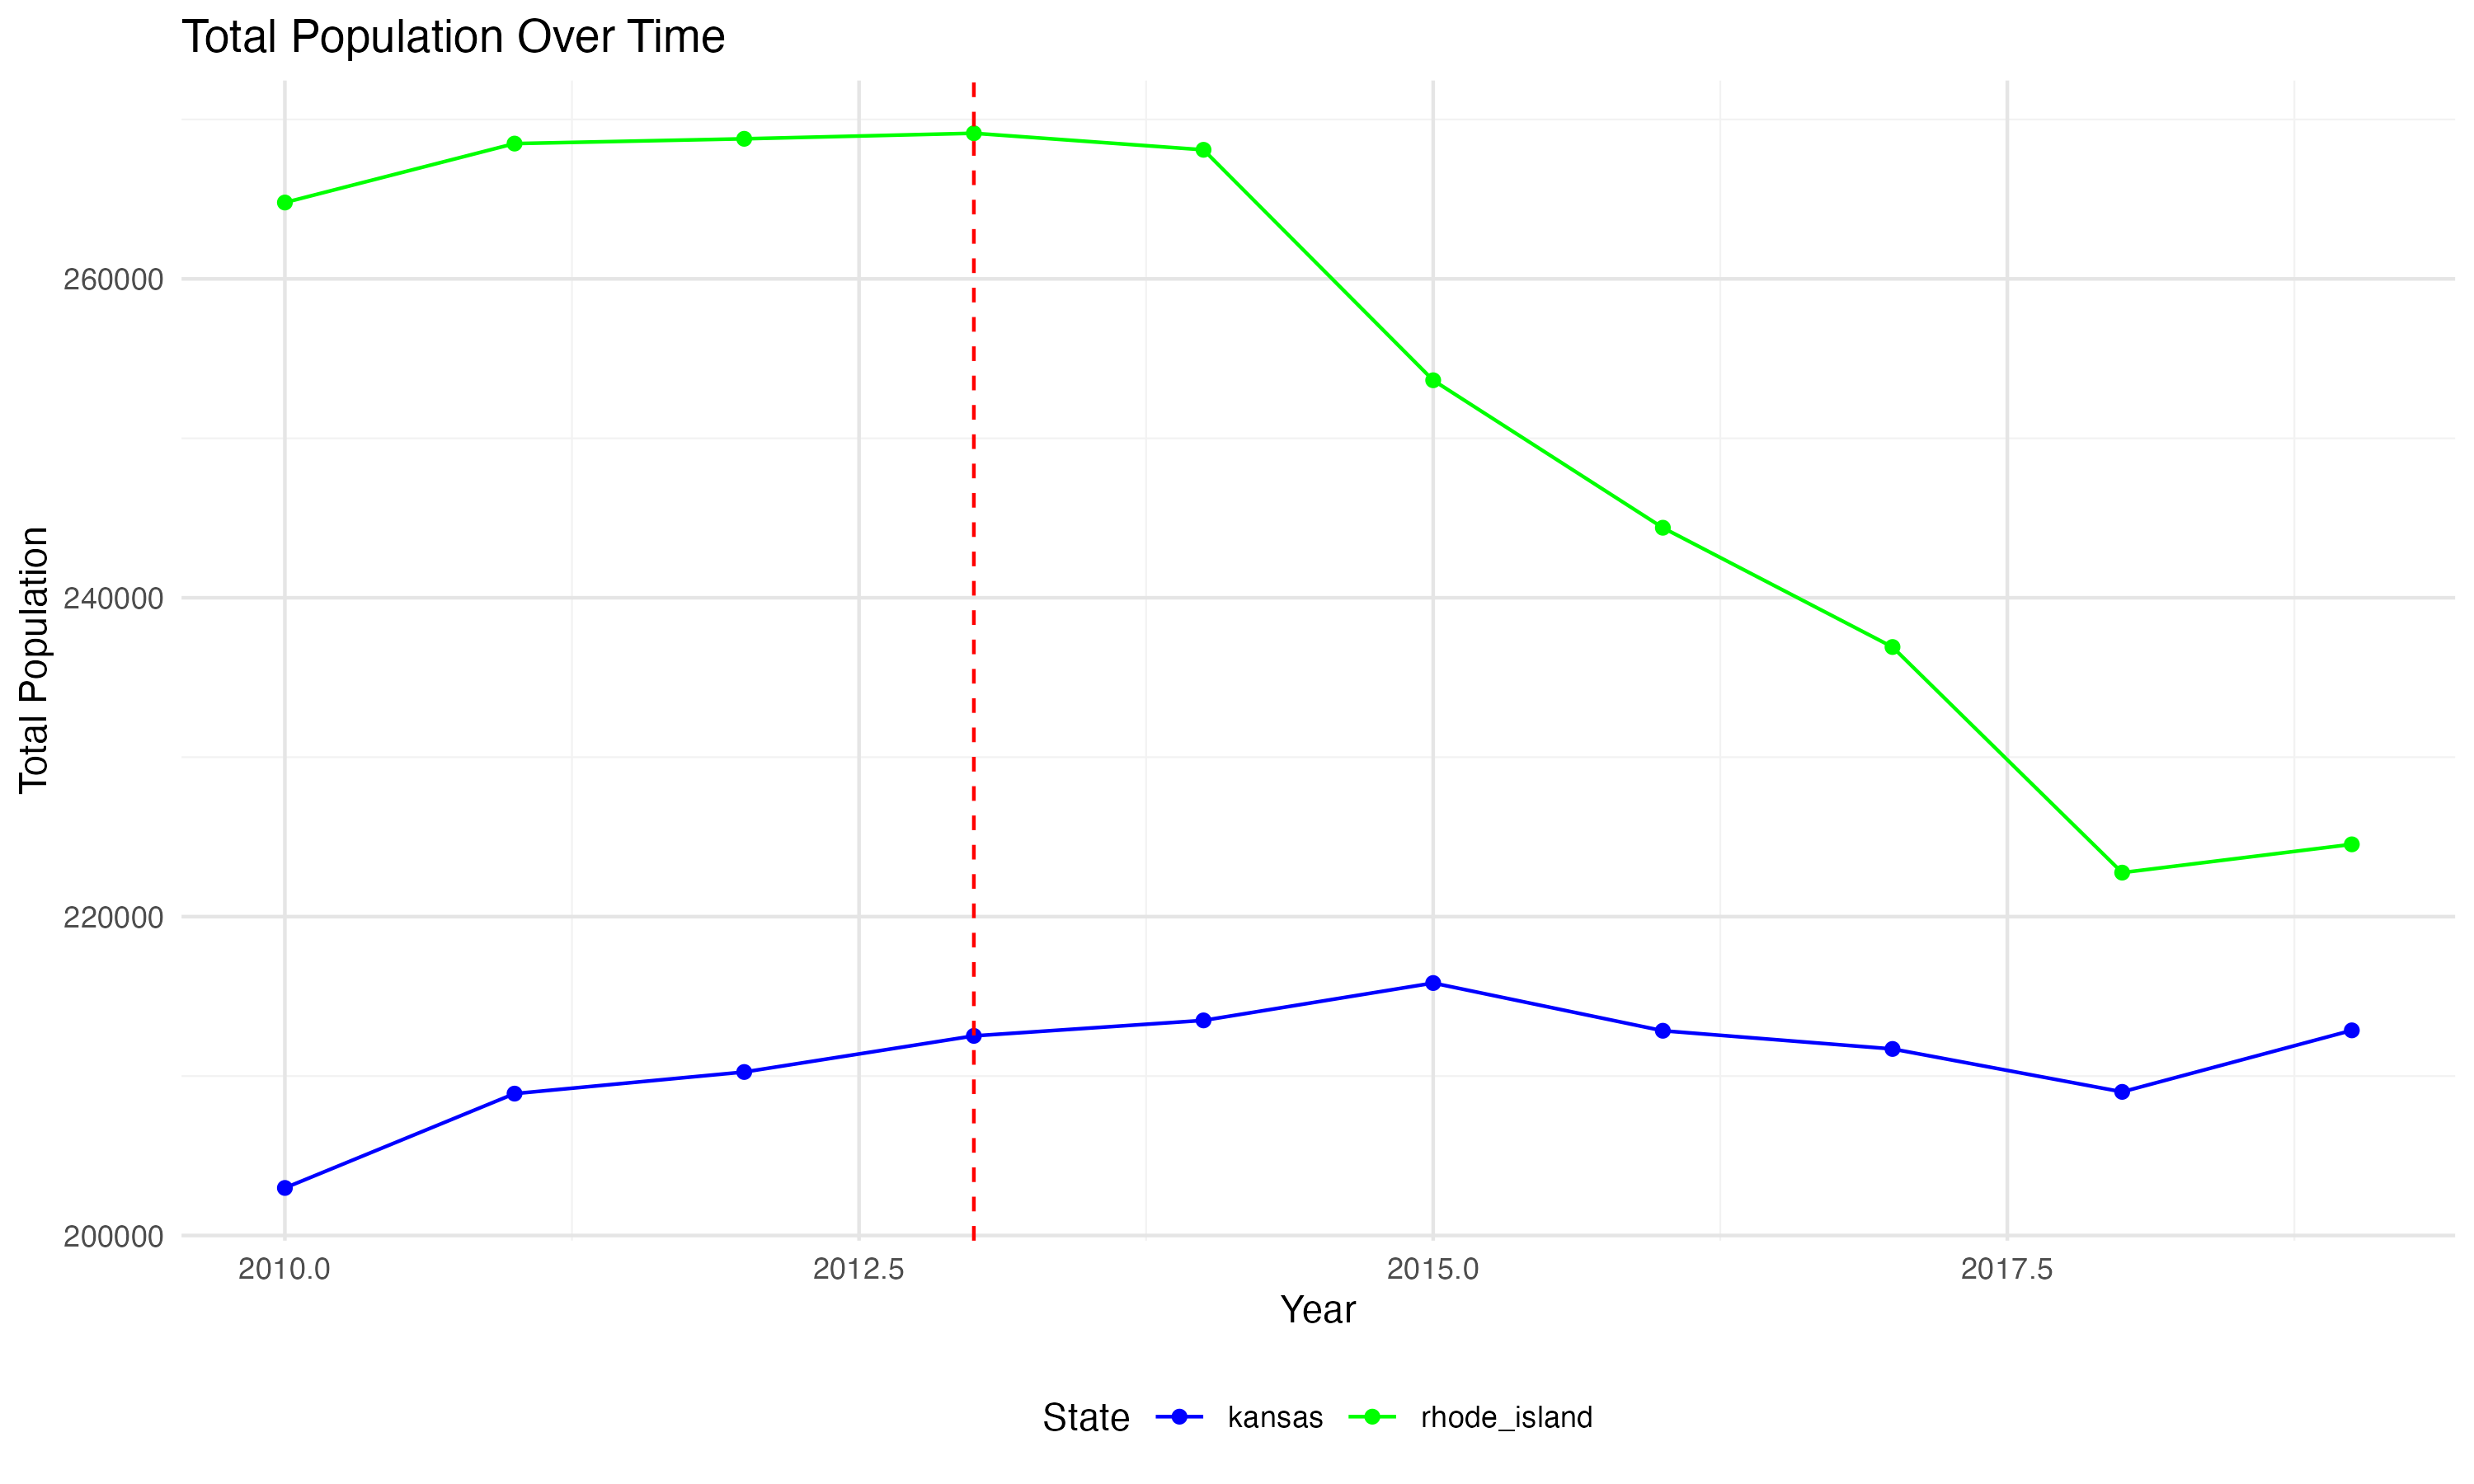 Total Population Over Time
Total Population
260000
240000
220000
200000
2010.0 2012.5 2015.0 2017.5
Year
State kansas rhode_island